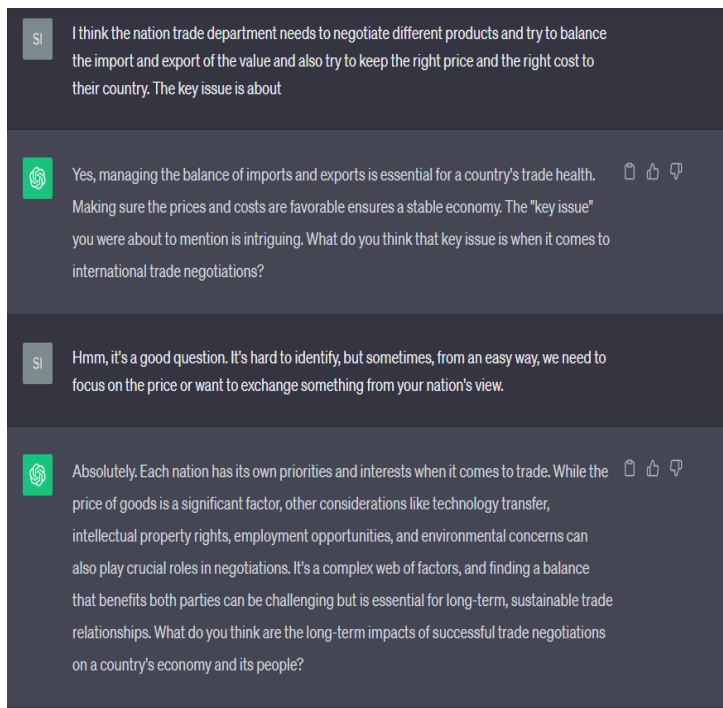 SI
I think the nation trade department needs to negotiate different products and try to balance
the import and export of the value and also try to keep the right price and the right cost to
their country. The key issue is about
Yes, managing the balance of imports and exports is essential for a country's trade health.
Making sure the prices and costs are favorable ensures a stable economy. The "key issue"
you were about to mention is intriguing. What do you think that key issue is when it comes to
international trade negotiations?
SI
Hmm, it's a good question. It's hard to identify, but sometimes, from an easy way, we need to
focus on the price or want to exchange something from your nation's view.
Absolutely. Each nation has its own priorities and interests when it comes to trade. While the
price of goods is a significant factor, other considerations like technology transfer,
intellectual property rights, employment opportunities, and environmental concerns can
also play crucial roles in negotiations. It's a complex web of factors, and finding a balance
that benefits both parties can be challenging but is essential for long-term, sustainable trade
relationships. What do you think are the long-term impacts of successful trade negotiations
on a country's economy and its people?